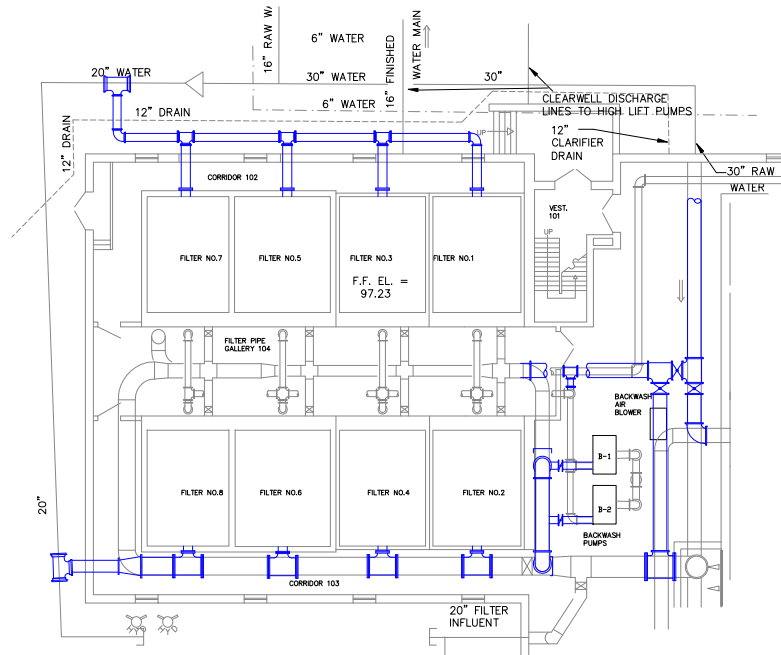 16" RAW W
6" WATER
16" FINISHED
WATER MAIN
20" WATER
30" WATER
30"
6" WATER
12" DRAIN
12" DRAIN
CLEARWELL DISCHARGE
LINES TO HIGH LIFT PUMPS
UP
12"
CLARIFIER
DRAIN
30" RAW
WATER
CORRIDOR 102
VEST.
101
UP
FILTER NO.7
FILTER NO.5
FILTER NO.3
FILTER NO.1
F.F. EL. =
97.23
FILTER PIPE
GALLERY 104
BACKWASH
AIR
BLOWER
B-1
B-2
BACKWASH
PUMPS
FILTER NO.8
FILTER NO.6
FILTER NO.4
FILTER NO.2
20"
CORRIDOR 103
20" FILTER
INFLUENT